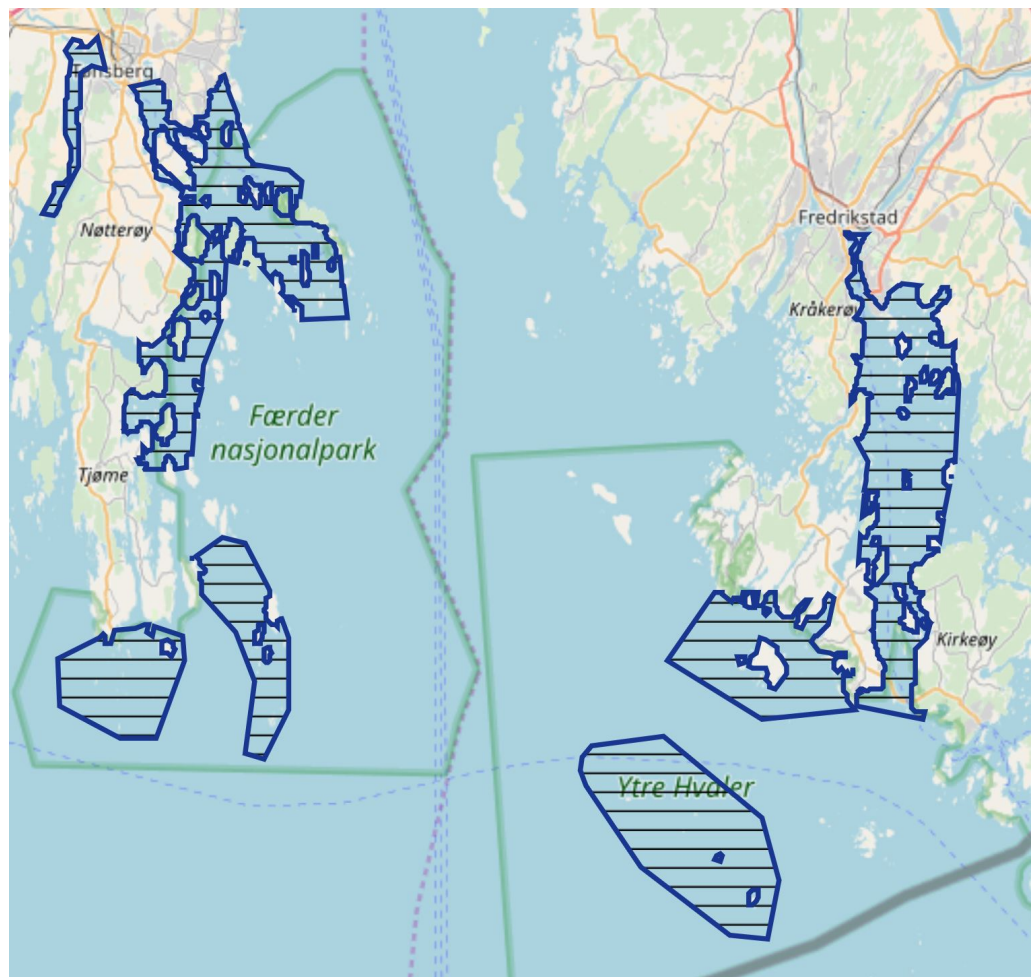 Tønsberg
Nøtterøy
Fredrikstad
Kråkerøy
Færder
nasjonalpark
Tjøme
Kirkeøy
Ytre Hvaler